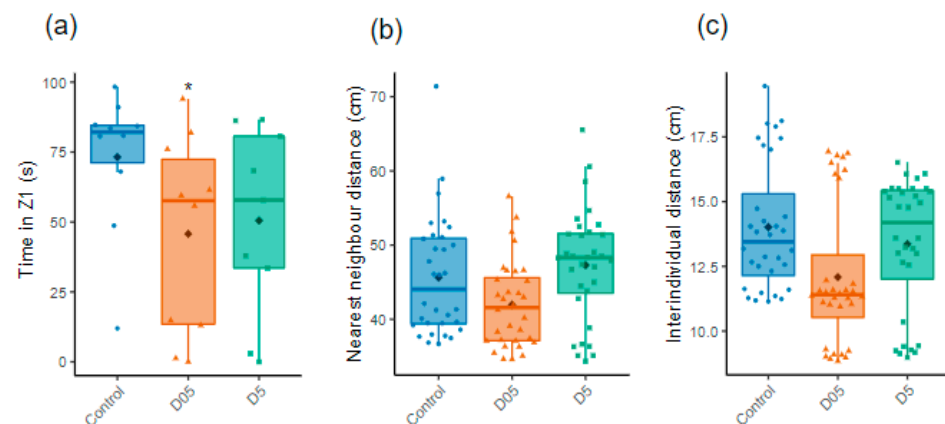 (a)
Time in Z1 (s)
100
75
50
25
0
*
Control
D05
D5
(b)
Nearest neighbour distance (cm)
70
60
50
40
Control
D05
D5
(c)
Interindividual distance (cm)
17.5
15.0
12.5
10.0
Control
D05
D5